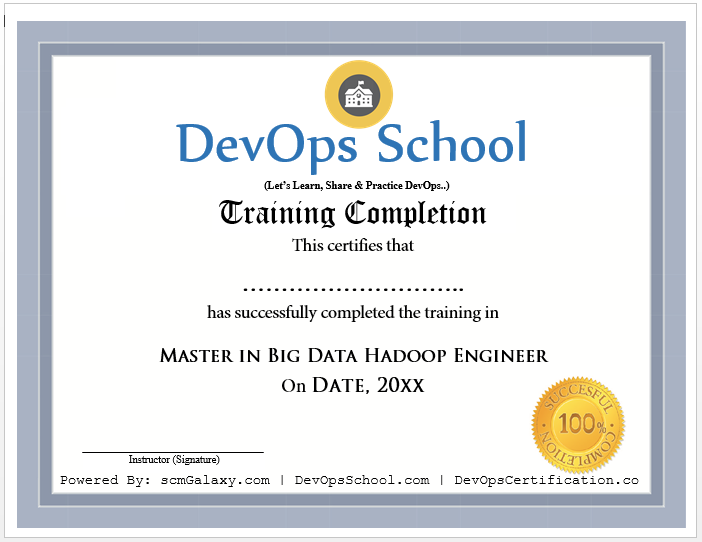 DevOps School
(Let's Learn, Share & Practice DevOps..)
Training Completion
This certifies that
…………………………..
has successfully completed the training in
MASTER IN BIG DATA HADOOP ENGINEER
On DATE, 20XX
SUCCESFUL
100%
COMPLETION
Instructor (Signature)
Powered By: scmGalaxy.com | DevOpsSchool.com | DevOpsCertification.co